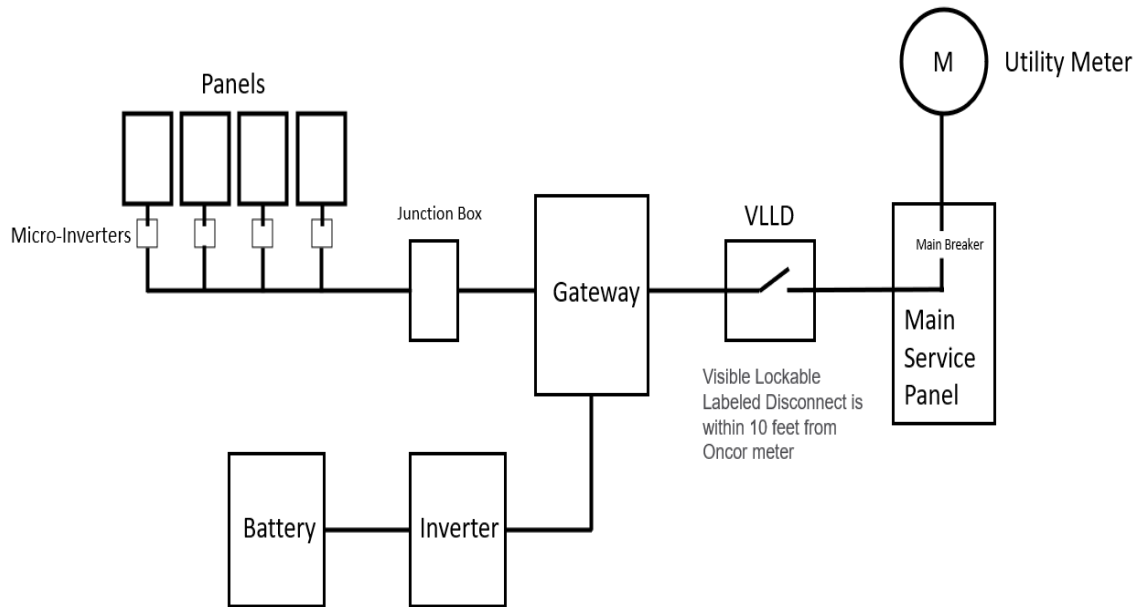 M
Utility Meter
Panels
Micro-Inverters
Junction Box
VLLD
Main Breaker
Gateway
Main
Service
Panel
Visible Lockable
Labeled Disconnect is
within 10 feet from
Oncor meter
Battery
Inverter